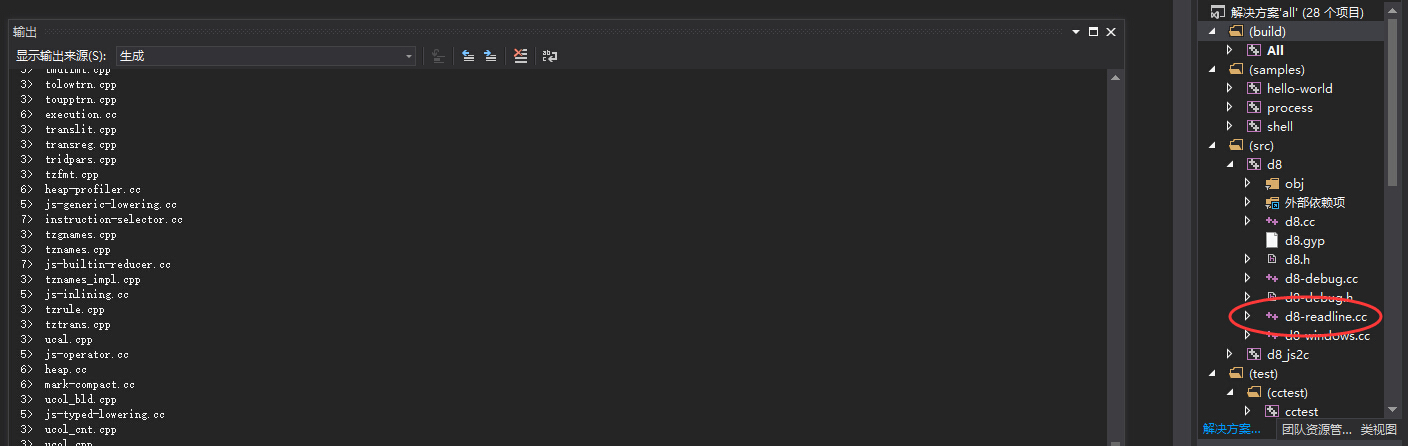 输出
显示输出来源(S): 生成
3> tmutfmt.cpp
3> tolowtrn.cpp
3> toupptrn.cpp
6> execution.cc
3> translit.cpp
3> transreg.cpp
3> tridpars.cpp
3> tzfmt.cpp
6> heap-profiler.cc
5> js-generic-lowering.cc
7> instruction-selector.cc
3> tzgnames.cpp
3> tznames.cpp
7> js-builtin-reducer.cc
3> tznames_impl.cpp
5> js-inlining.cc
3> tzrule.cpp
3> tztrans.cpp
3> ucal.cpp
5> js-operator.cc
6> heap.cc
6> mark-compact.cc
3> ucol_bld.cpp
5> js-typed-lowering.cc
3> ucol_cnt.cpp
3> ucol.cpp
解决方案'all' (28 个项目)
(build)
All
(samples)
hello-world
process
shell
(src)
d8
obj
外部依赖项
d8.cc
d8.gyp
d8.h
d8-debug.cc
d8-debug.h
d8-readline.cc
d8-windows.cc
d8_js2c
(test)
(cctest)
cctest
解决方案... 团队资源管... 类视图